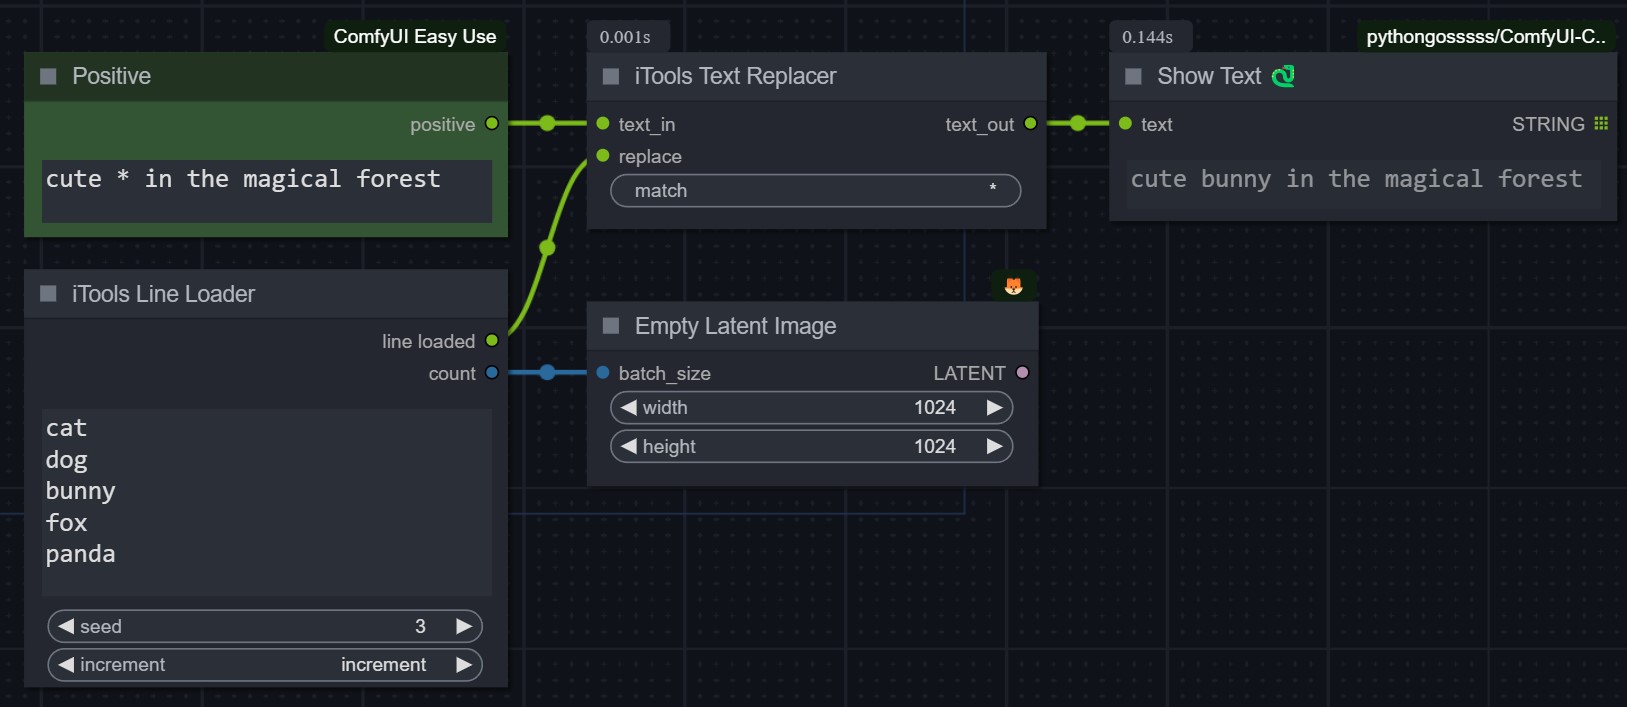 ComfyUI Easy Use
Positive
positive
cute * in the magical forest
iTools Line Loader
line loaded
count
cat
dog
bunny
fox
panda
seed 3
increment increment
0.001s
iTools Text Replacer
text_in text_out
replace
match *
Empty Latent Image
batch_size LATENT
width 1024
height 1024
0.144s
pythongosssss/ComfyUI-C..
Show Text
text STRING
cute bunny in the magical forest